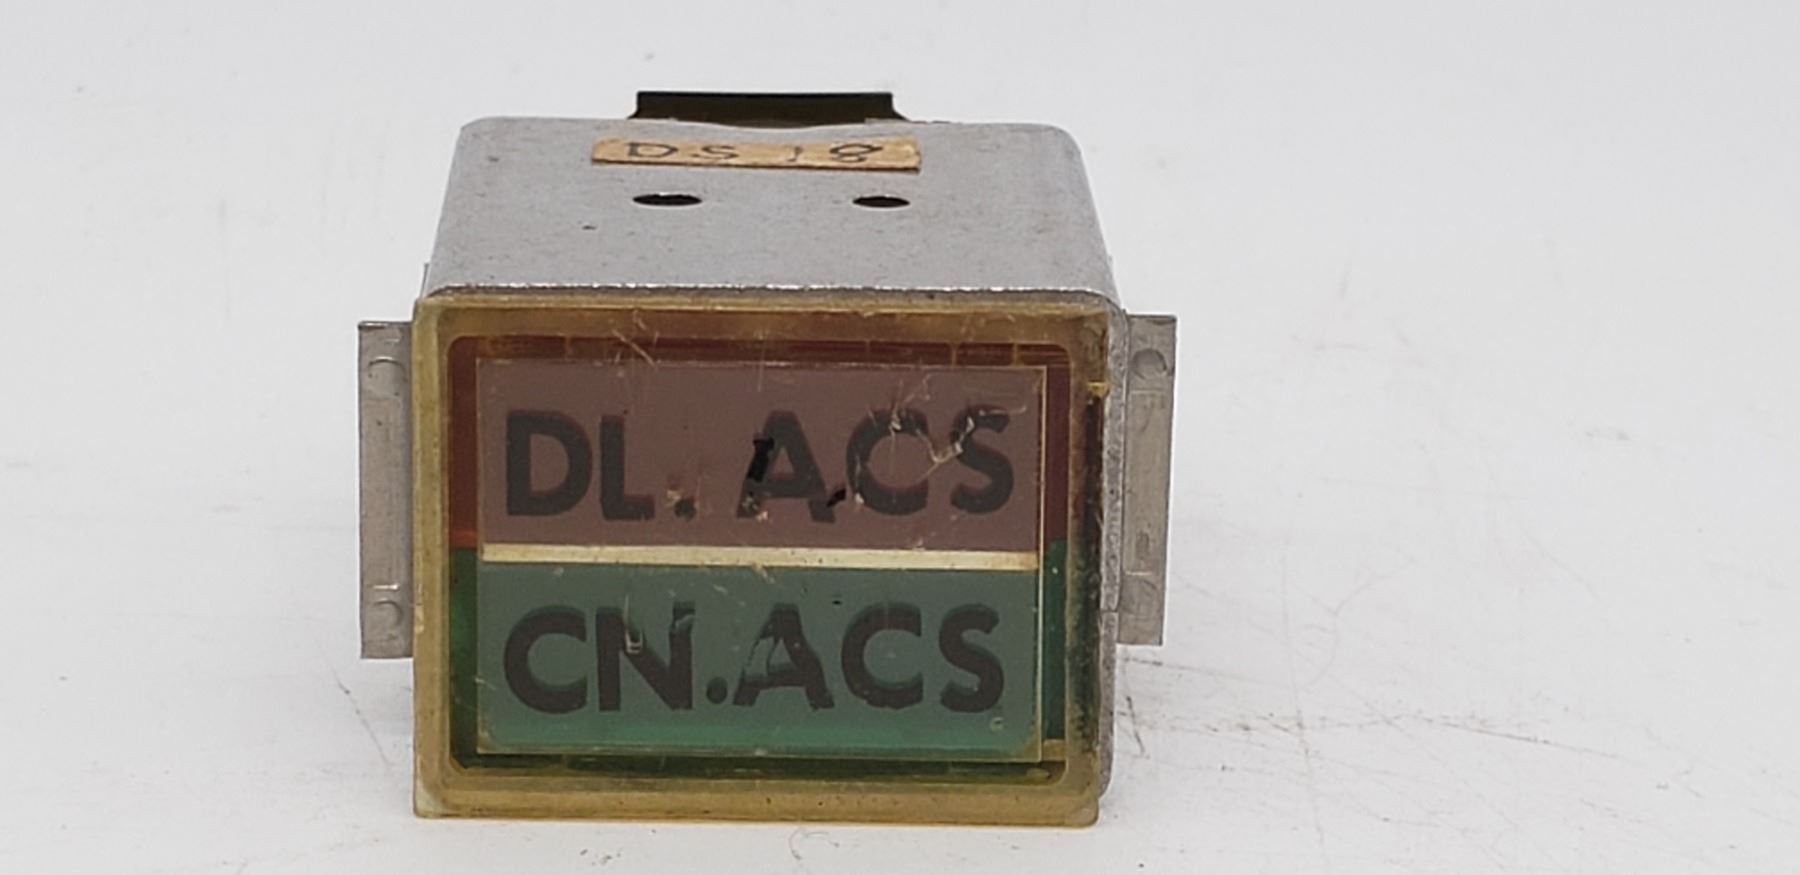 DS 18
DL. ACS
CN.ACS